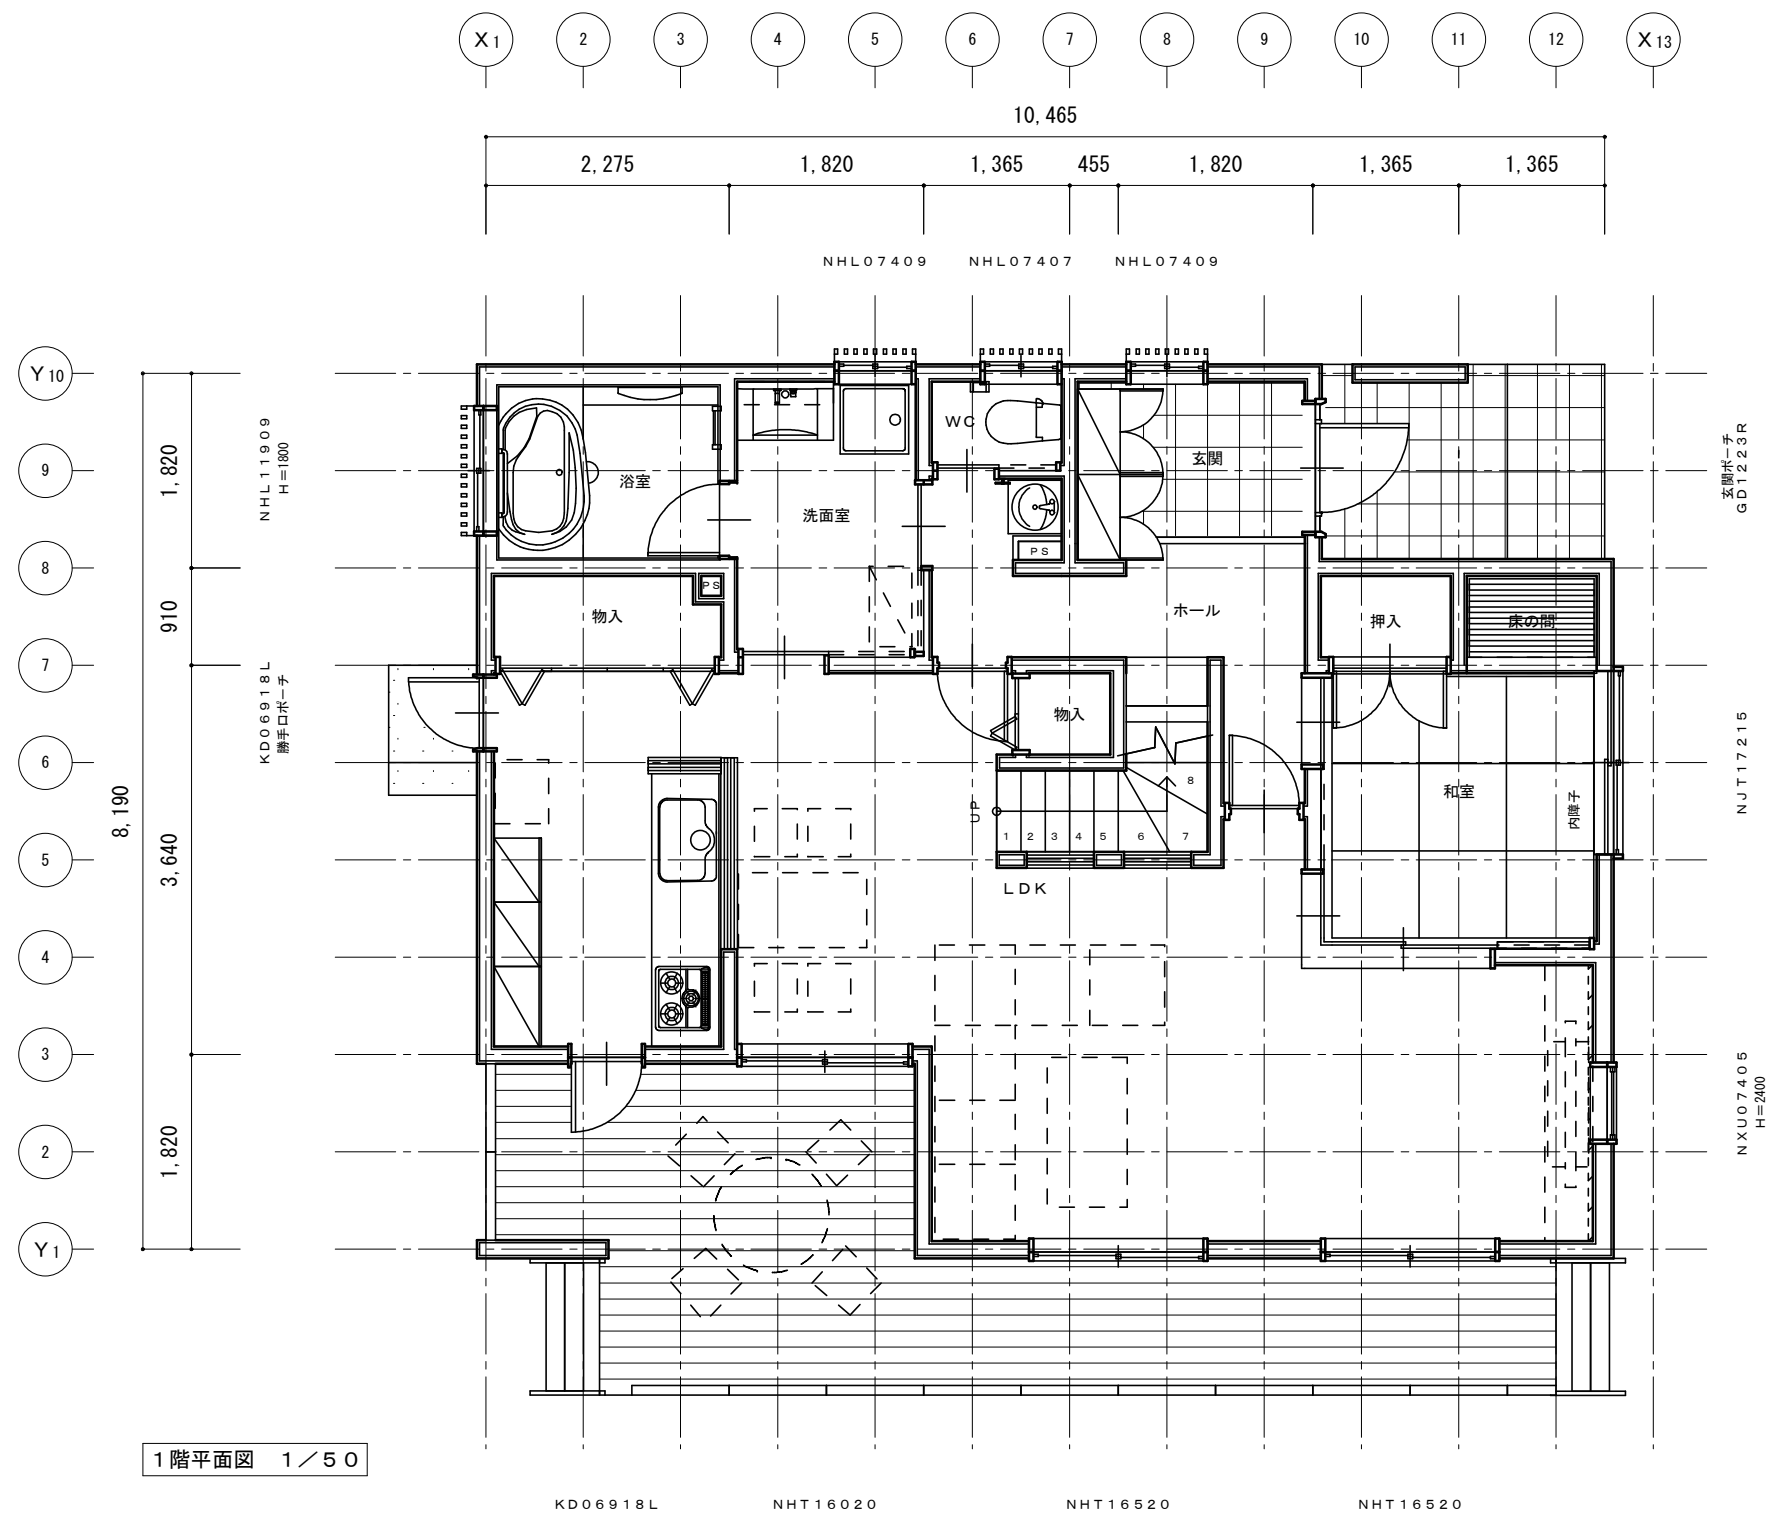 X1 2 3 4 5 6 7 8 9 10 11 12 X13
10,465
2,275 1,820 1,365 455 1,820 1,365 1,365
NHL07409 NHL07407 NHL07409
Y10
9
8
7
6
5
4
3
2
Y1
8,190
1,820
910
3,640
1,820
NHL11909
H=1800
KD06918L
勝手口ポーチ
玄関ポーチ
GD1223R
NJT17215
NXU07405
H=2400
WC
玄関
浴室
洗面室
PS
PS
物入
ホール
押入
床の間
物入
和室
内障子
UP
1 2 3 4 5 6 7
8
LDK
1階平面図 1/50
KD06918L NHT16020 NHT16520 NHT16520